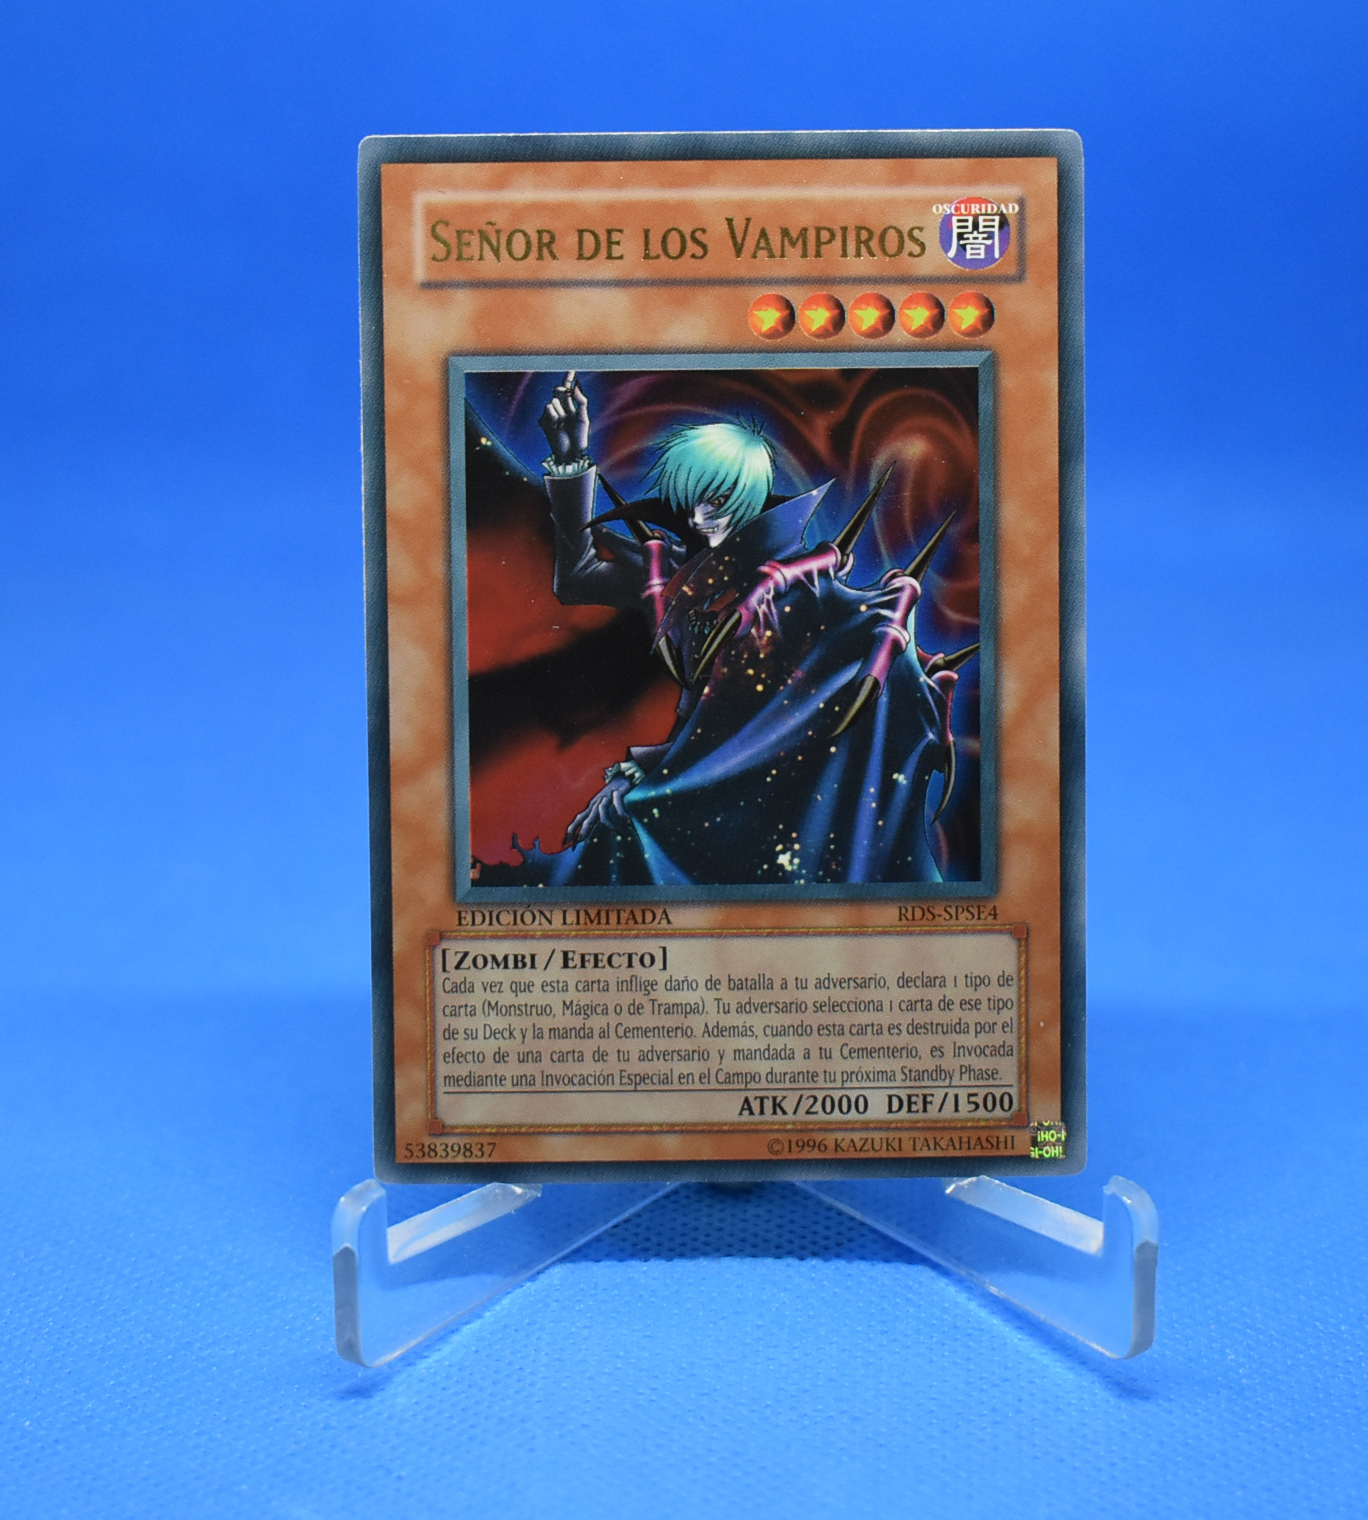 SEÑOR DE LOS VAMPIROS
OSCURIDAD
闇
EDICIÓN LIMITADA
RDS-SPSE4
[ZOMBI/EFECTO]
Cada vez que esta carta inflige daño de batalla a tu adversario, declara 1 tipo de
carta (Monstruo, Mágica o de Trampa). Tu adversario selecciona 1 carta de ese tipo
de su Deck y la manda al Cementerio. Además, cuando esta carta es destruida por el
efecto de una carta de tu adversario y mandada a tu Cementerio, es Invocada
mediante una Invocación Especial en el Campo durante tu próxima Standby Phase.
ATK/2000 DEF/1500
53839837
©1996 KAZUKI TAKAHASHI